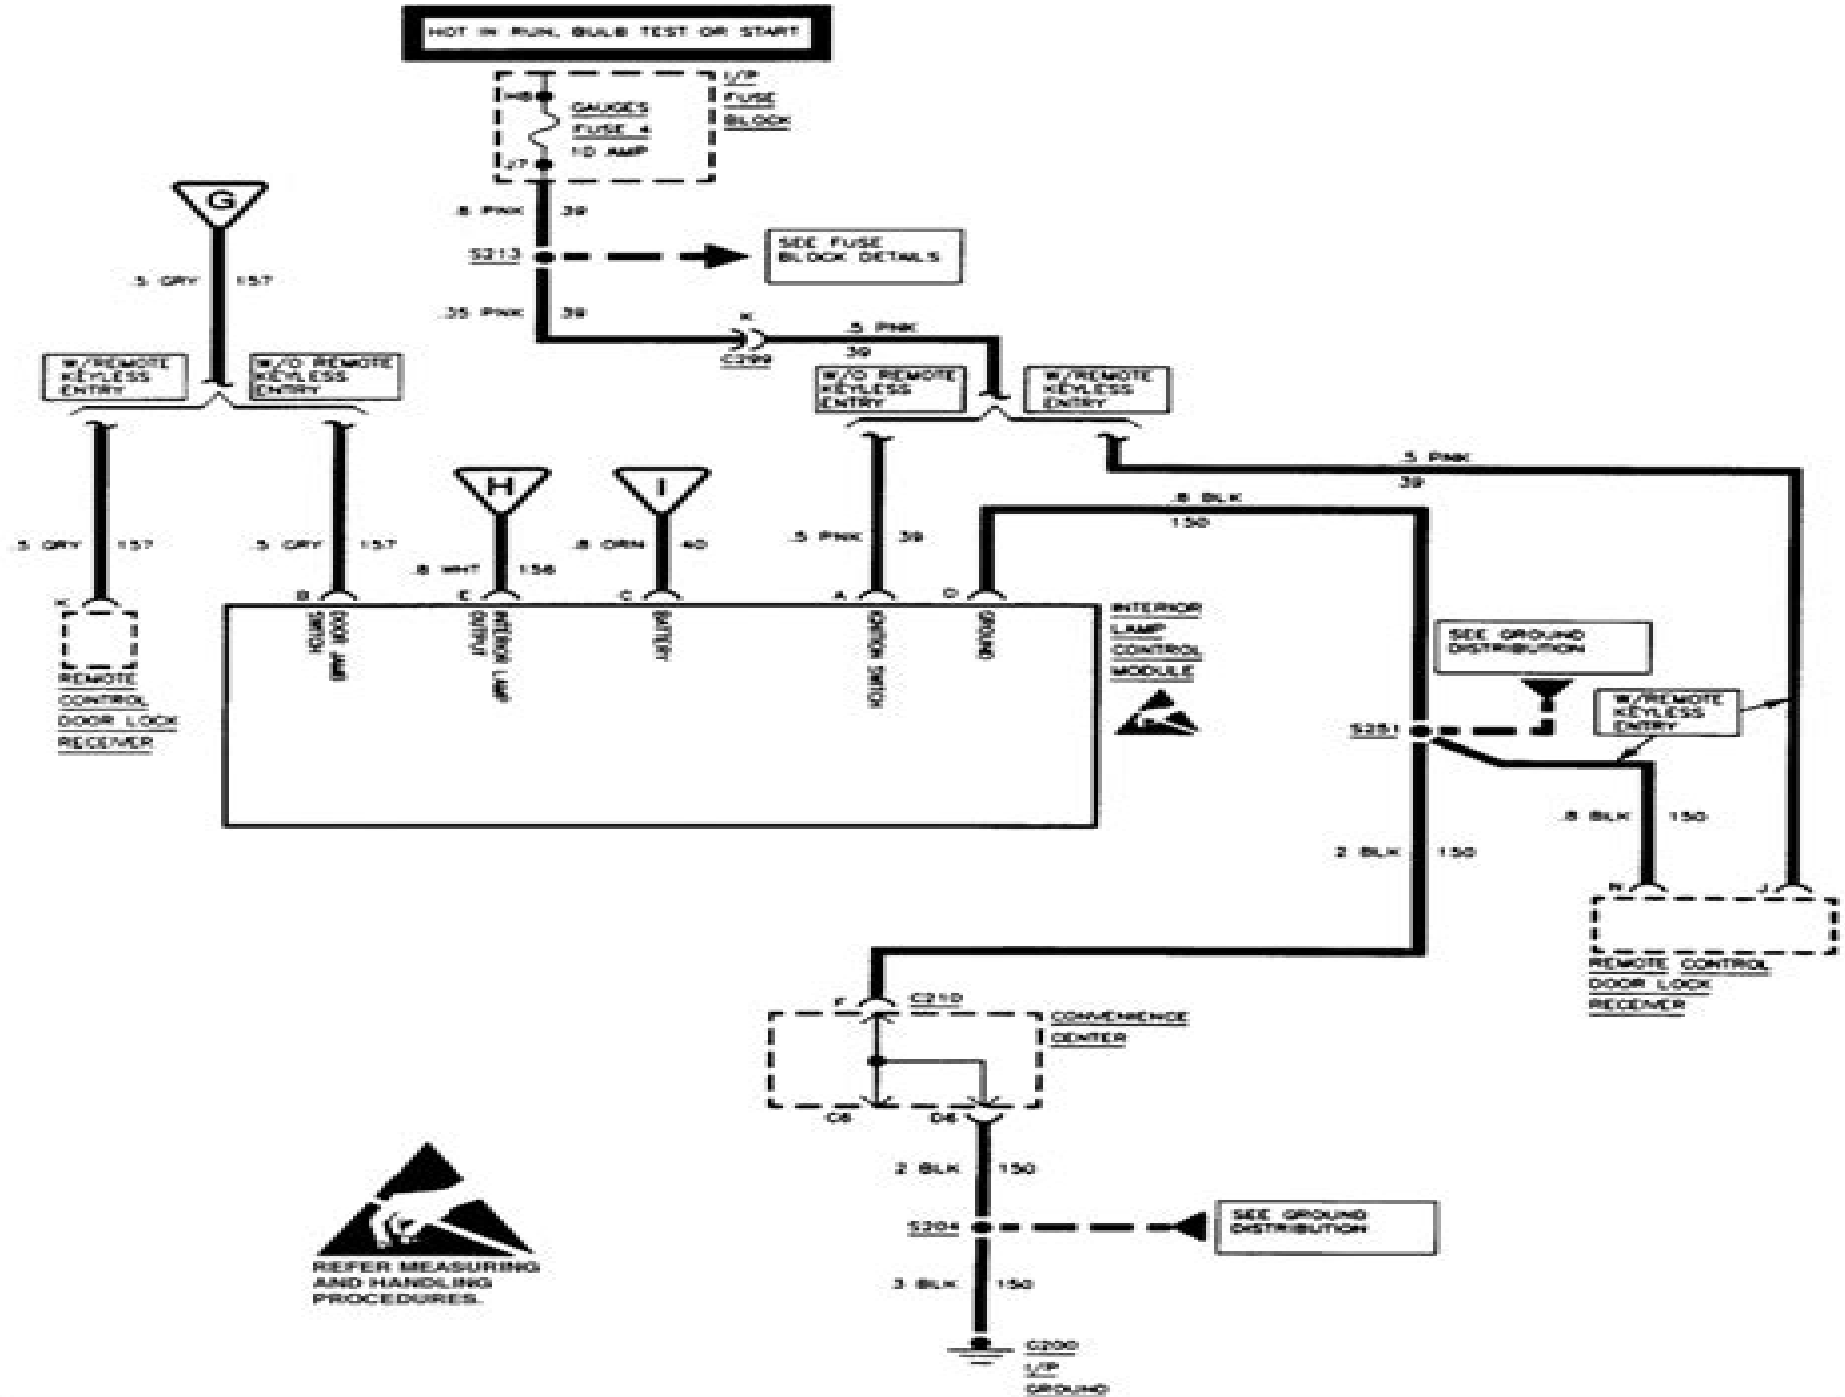 HOT IN RUN, BULB TEST OR START
I/P
FUSE
BLOCK
H8
GAUGES
FUSE 4
10 AMP
J7
.8 PNK 39
S213
SEE FUSE
BLOCK DETAILS
G
.5 GRY 157
.35 PNK 39
K
C299
.5 PNK
39
W/REMOTE
KEYLESS
ENTRY
W/O REMOTE
KEYLESS
ENTRY
W/O REMOTE
KEYLESS
ENTRY
W/REMOTE
KEYLESS
ENTRY
.5 PNK
39
H
I
.8 BLK
150
.5 GRY 157
.5 GRY 157
.8 WHT 156
.8 ORN 40
.5 PNK 39
K
B
E
C
A
D
DOOR JAMB
SWITCH
INTERIOR LAMP
OUTPUT
BATTERY
IGNITION SWITCH
GROUND
INTERIOR
LAMP
CONTROL
MODULE
REMOTE
CONTROL
DOOR LOCK
RECEIVER
SEE GROUND
DISTRIBUTION
W/REMOTE
KEYLESS
ENTRY
S251
.8 BLK 150
2 BLK 150
N
J
REMOTE CONTROL
DOOR LOCK
RECEIVER
F
C210
CONVENIENCE
CENTER
C6
D6
2 BLK 150
S204
SEE GROUND
DISTRIBUTION
3 BLK 150
G200
I/P
GROUND
REFER MEASURING
AND HANDLING
PROCEDURES.